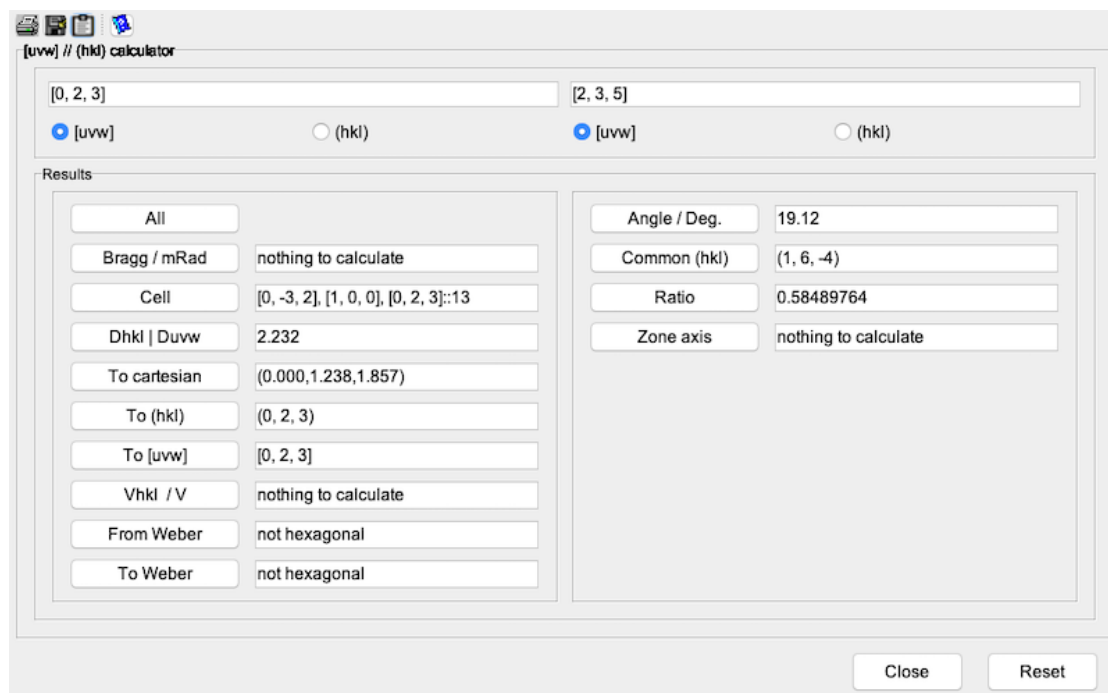 [uvw] // (hkl) calculator
[0, 2, 3] [2, 3, 5]
[uvw] (hkl) [uvw] (hkl)
Results
All
Bragg / mRad nothing to calculate
Cell [0, -3, 2], [1, 0, 0], [0, 2, 3]::13
Dhkl | Duvw 2.232
To cartesian (0.000,1.238,1.857)
To (hkl) (0, 2, 3)
To [uvw] [0, 2, 3]
Vhkl / V nothing to calculate
From Weber not hexagonal
To Weber not hexagonal
Angle / Deg. 19.12
Common (hkl) (1, 6, -4)
Ratio 0.58489764
Zone axis nothing to calculate
Close Reset